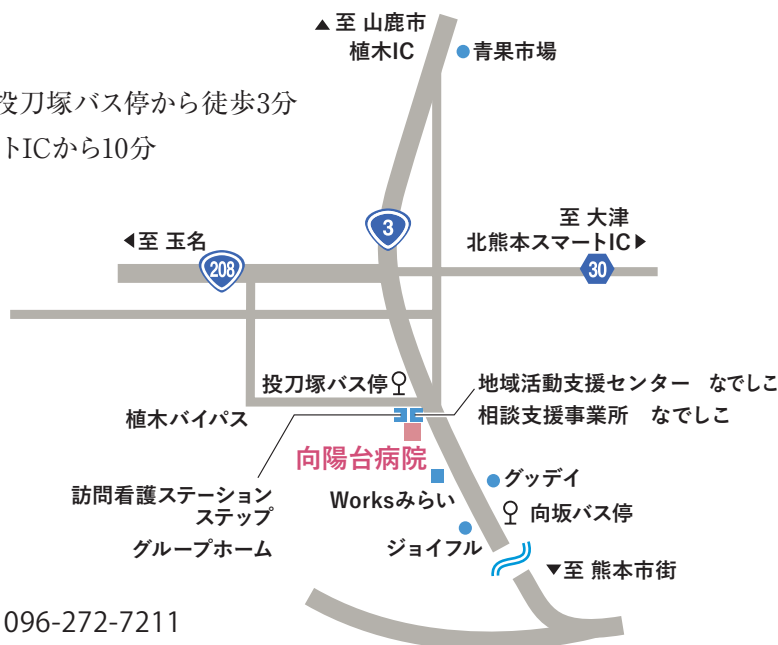 ▲至 山鹿市
植木IC
青果市場
投刀塚バス停から徒歩3分
トICから10分
3
至 大津
北熊本スマートIC▶
◀至 玉名
208
30
投刀塚バス停
地域活動支援センター なでしこ
相談支援事業所 なでしこ
植木バイパス
向陽台病院
訪問看護ステーション
ステップ
グループホーム
Worksみらい
グッデイ
向坂バス停
ジョイフル
▼至 熊本市街
096-272-7211